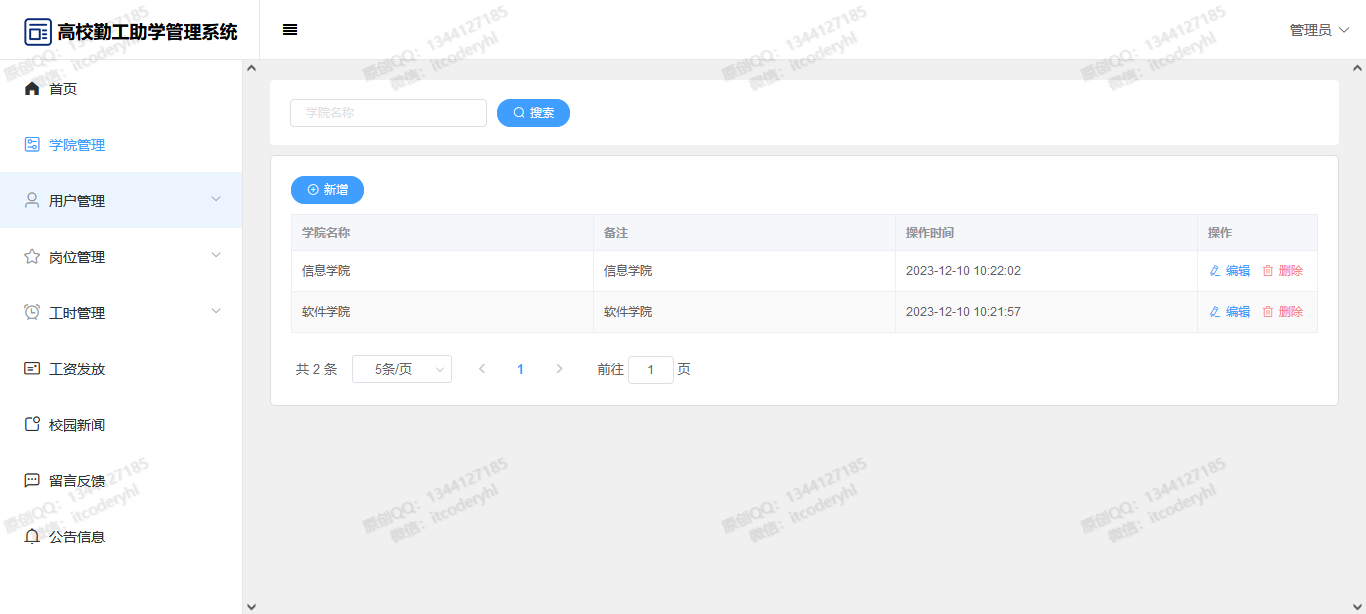 高校勤工助学管理系统
管理员
首页
学院管理
用户管理
岗位管理
工时管理
工资发放
校园新闻
留言反馈
公告信息
学院名称
搜索
新增
学院名称 备注 操作时间 操作
信息学院 信息学院 2023-12-10 10:22:02 编辑 删除
软件学院 软件学院 2023-12-10 10:21:57 编辑 删除
共 2 条 5条/页 1 前往 1 页
原创QQ：1344127185
微信：itcoderyhl
原创QQ：1344127185
微信：itcoderyhl
原创QQ：1344127185
微信：itcoderyhl
原创QQ：1344127185
微信：itcoderyhl
原创QQ：1344127185
微信：itcoderyhl
原创QQ：1344127185
微信：itcoderyhl
原创QQ：1344127185
微信：itcoderyhl
原创QQ：1344127185
微信：itcoderyhl